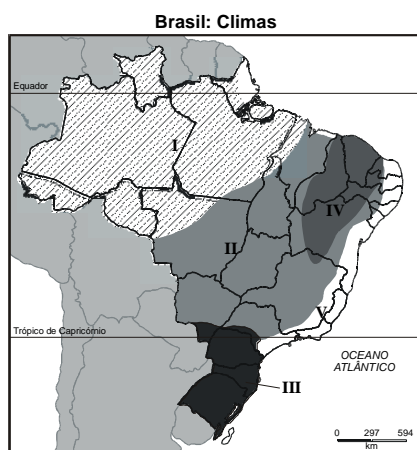 Brasil: Climas
Equador
I
IV
II
V
Trópico de Capricórnio
OCEANO
ATLÂNTICO
III
0 297 594
km